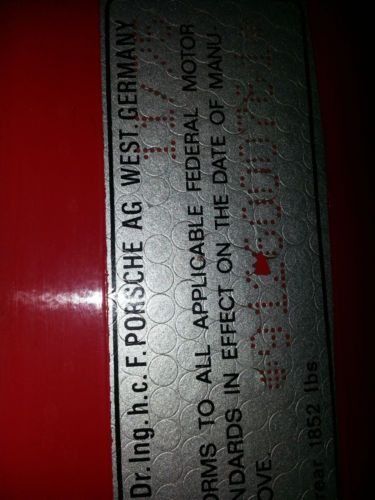 Dr. Ing. h.c. F. PORSCHE AG WEST. GERMANY
ORMS TO ALL APPLICABLE FEDERAL MOTOR
NDARDS IN EFFECT ON THE DATE OF MANU
OVE.
ear 1852 lbs